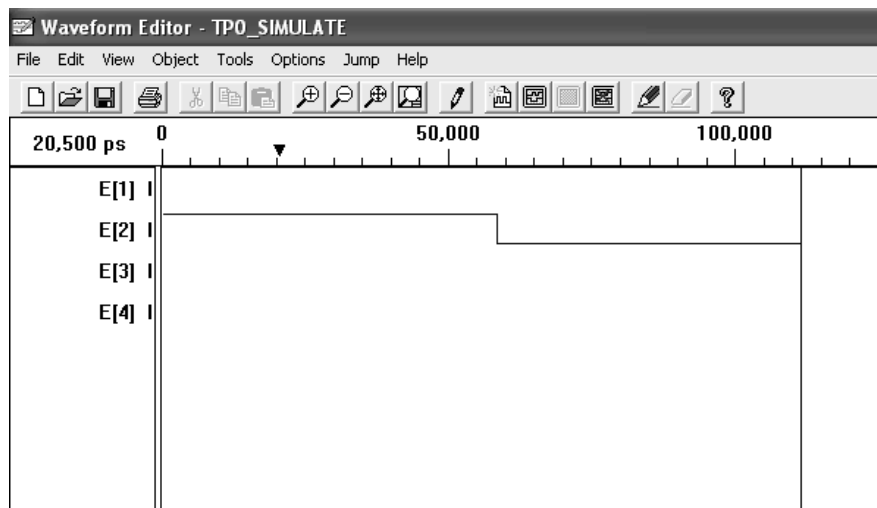 Waveform Editor - TP0_SIMULATE
File Edit View Object Tools Options Jump Help
20,500 ps 0 50,000 100,000
E[1] I
E[2] I
E[3] I
E[4] I